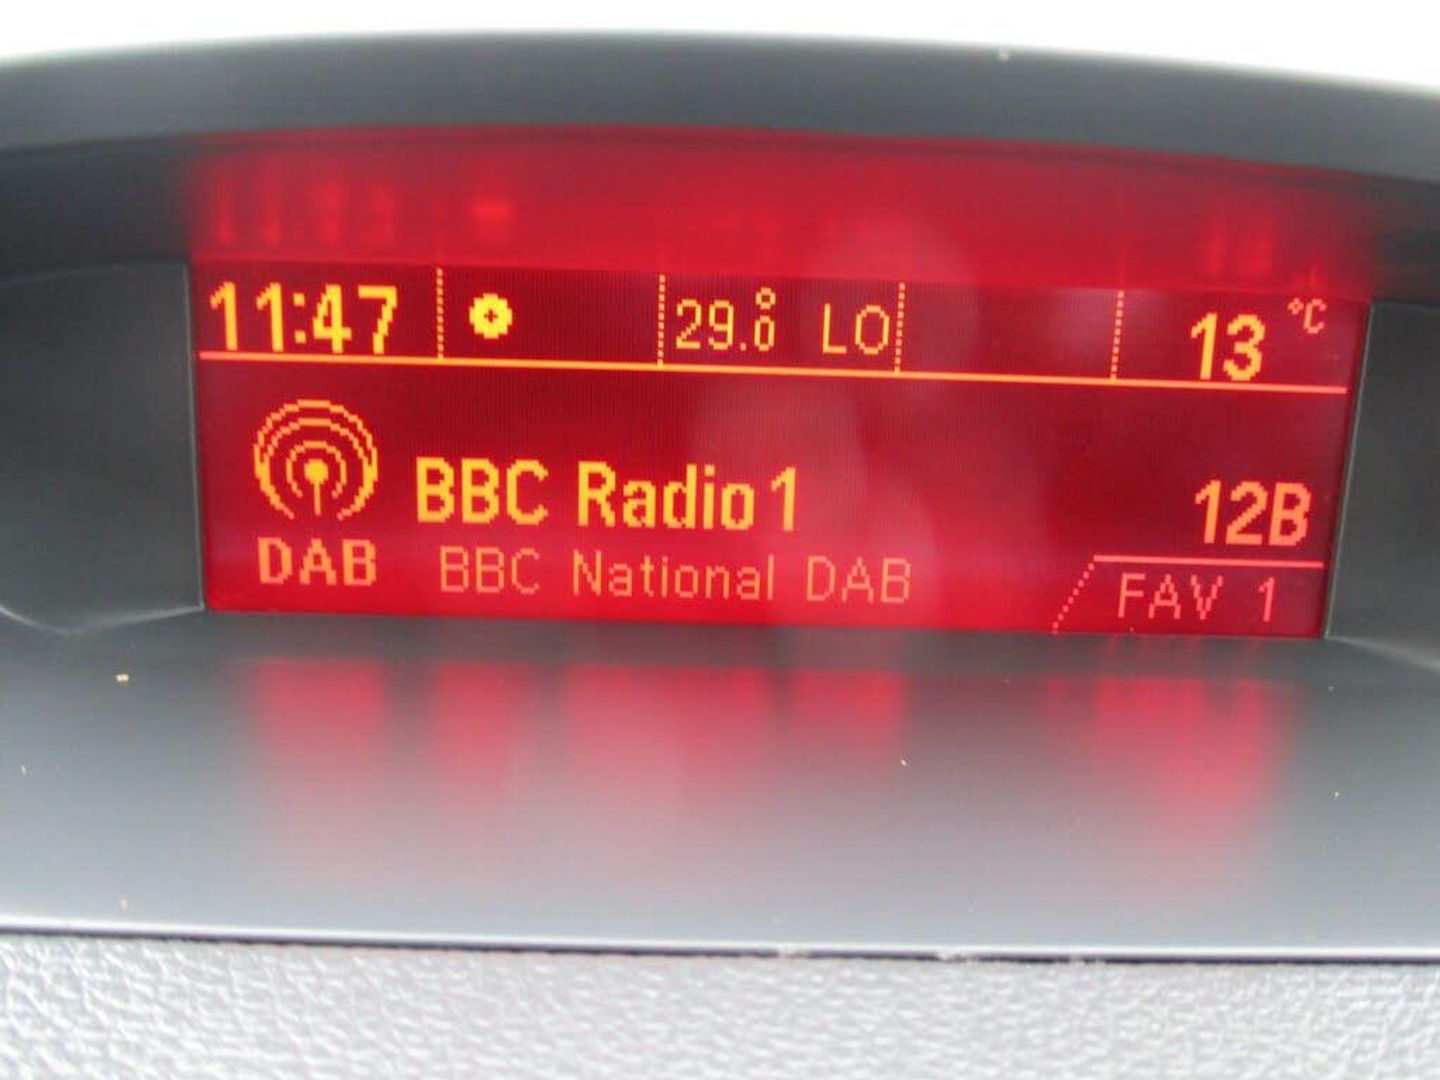 11:47 29.0° LO 13 °C
BBC Radio 1 12B
DAB BBC National DAB FAV 1